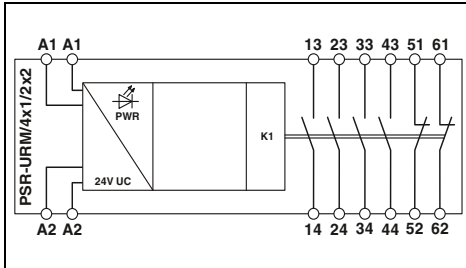 A1 A1 13 23 33 43 51 61
PSR-URM/4x1/2x2
PWR
K1
24V UC
A2 A2 14 24 34 44 52 62